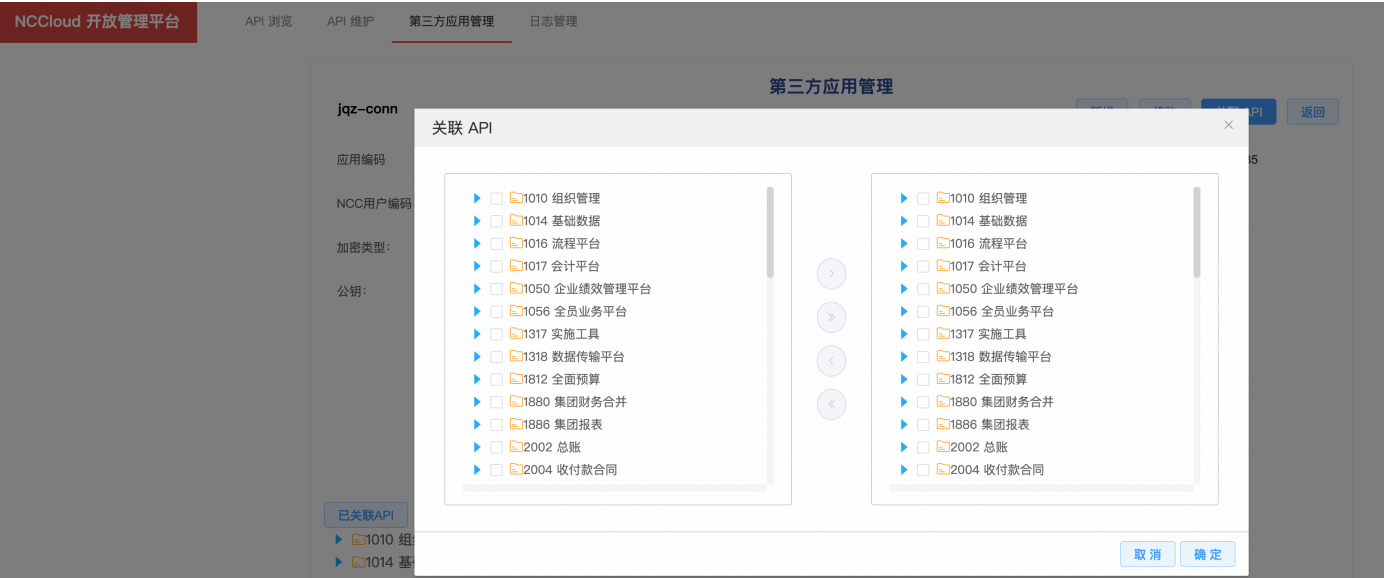 NCCloud 开放管理平台
API 浏览 API 维护 第三方应用管理 日志管理
第三方应用管理
jqz-conn
API 返回
关联 API
应用编码
NCC用户编码
加密类型:
公钥:
1010 组织管理
1014 基础数据
1016 流程平台
1017 会计平台
1050 企业绩效管理平台
1056 全员业务平台
1317 实施工具
1318 数据传输平台
1812 全面预算
1880 集团财务合并
1886 集团报表
2002 总账
2004 收付款合同
1010 组织管理
1014 基础数据
1016 流程平台
1017 会计平台
1050 企业绩效管理平台
1056 全员业务平台
1317 实施工具
1318 数据传输平台
1812 全面预算
1880 集团财务合并
1886 集团报表
2002 总账
2004 收付款合同
已关联API
1010 组
1014 基
取消 确定